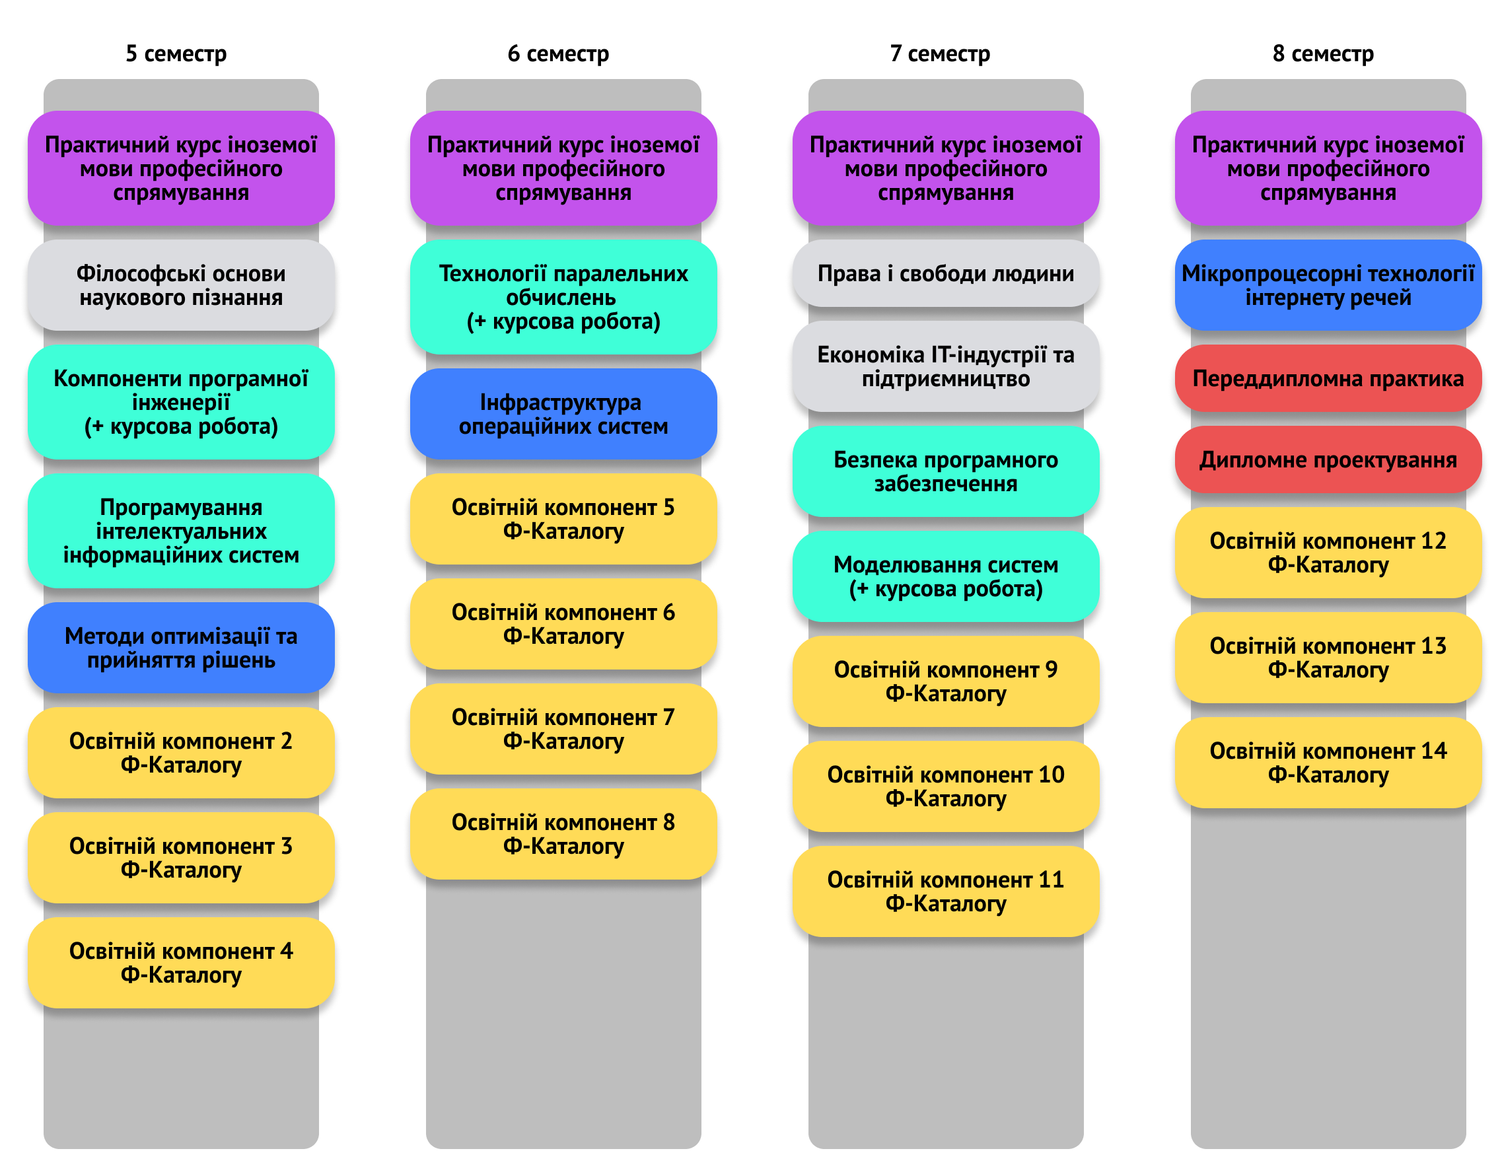 5 семестр
Практичний курс іноземої
мови професійного
спрямування
Філософські основи
наукового пізнання
Компоненти програмної
інженерії
(+ курсова робота)
Програмування
інтелектуальних
інформаційних систем
Методи оптимізації та
прийняття рішень
Освітній компонент 2
Ф-Каталогу
Освітній компонент 3
Ф-Каталогу
Освітній компонент 4
Ф-Каталогу
6 семестр
Практичний курс іноземої
мови професійного
спрямування
Технології паралельних
обчислень
(+ курсова робота)
Інфраструктура
операційних систем
Освітній компонент 5
Ф-Каталогу
Освітній компонент 6
Ф-Каталогу
Освітній компонент 7
Ф-Каталогу
Освітній компонент 8
Ф-Каталогу
7 семестр
Практичний курс іноземої
мови професійного
спрямування
Права і свободи людини
Економіка ІТ-індустрії та
підтриємництво
Безпека програмного
забезпечення
Моделювання систем
(+ курсова робота)
Освітній компонент 9
Ф-Каталогу
Освітній компонент 10
Ф-Каталогу
Освітній компонент 11
Ф-Каталогу
8 семестр
Практичний курс іноземої
мови професійного
спрямування
Мікропроцесорні технології
інтернету речей
Переддипломна практика
Дипломне проектування
Освітній компонент 12
Ф-Каталогу
Освітній компонент 13
Ф-Каталогу
Освітній компонент 14
Ф-Каталогу